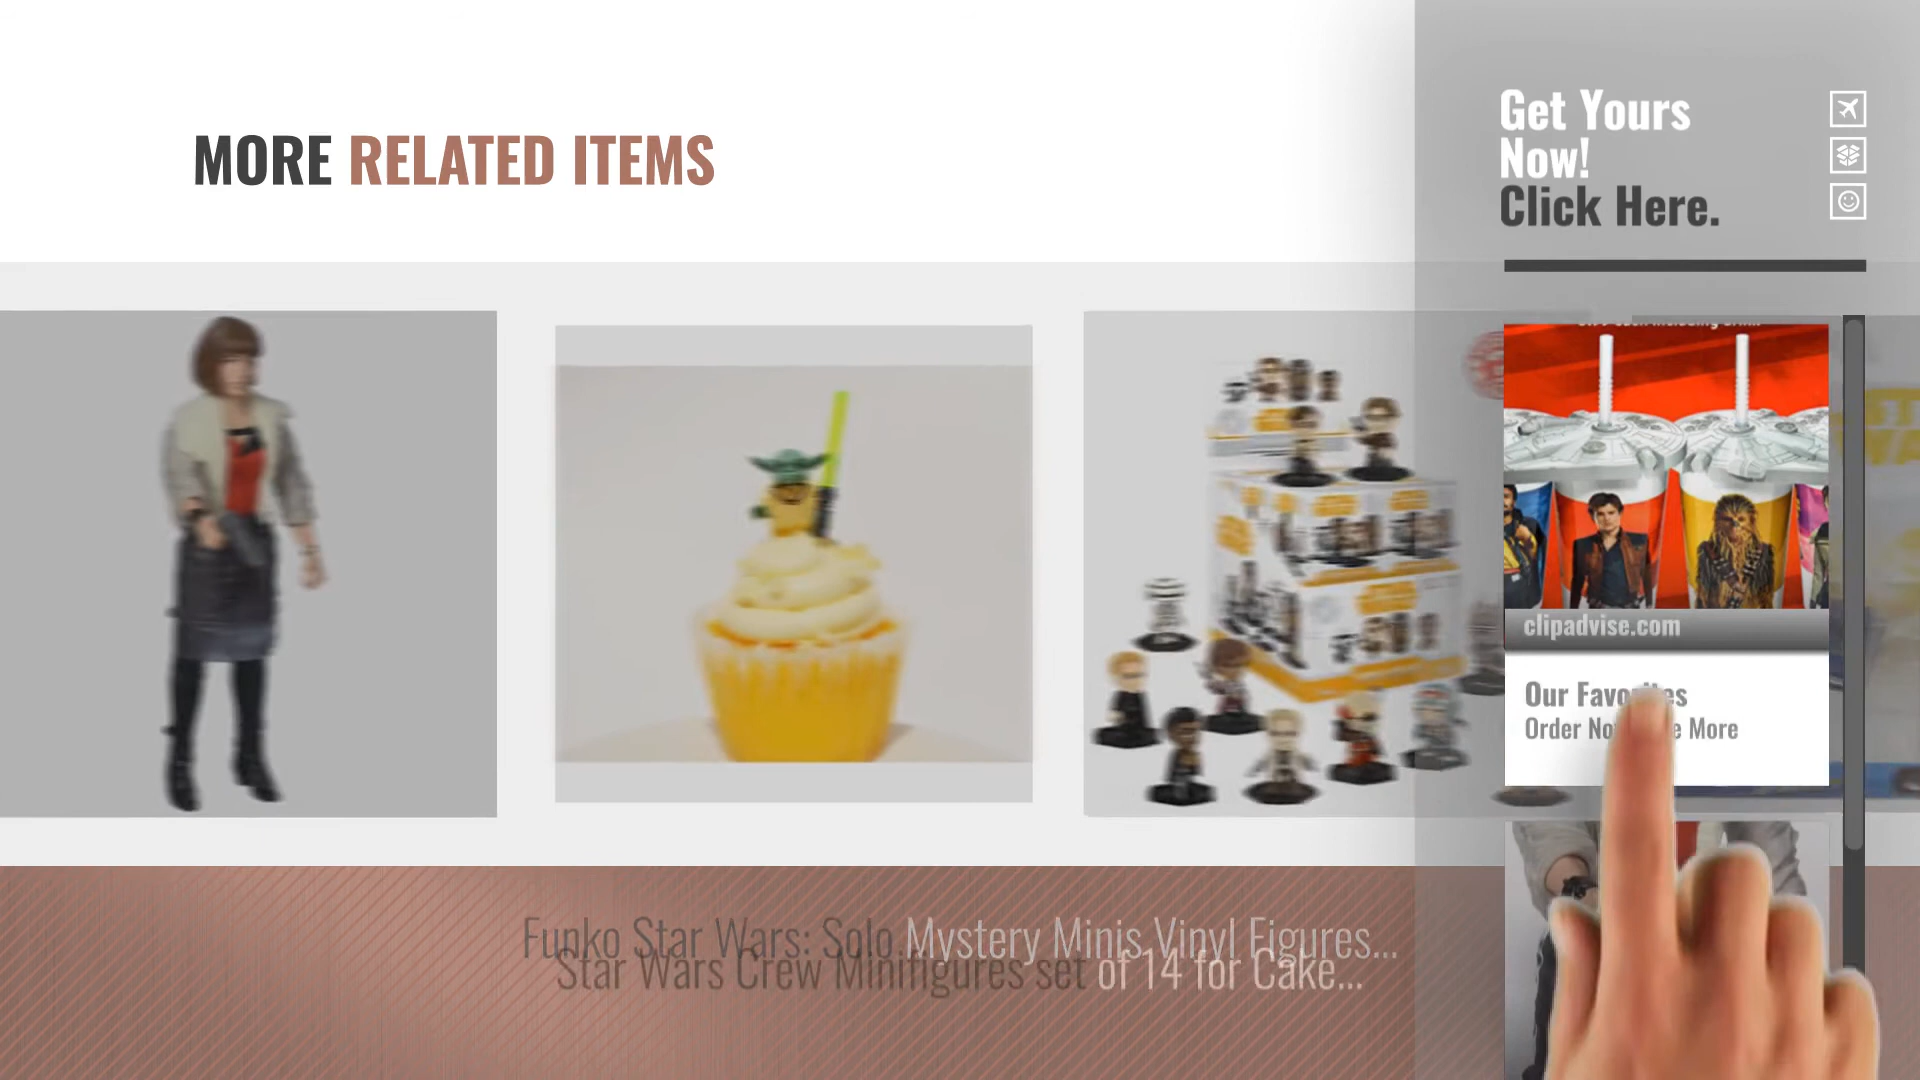 MORE RELATED ITEMS
Get Yours
Now!
Click Here.
clipadvise.com
Our Favorites
Order No e More
Funko Star Wars: Solo Mystery Minis Vinyl Figures...
Star Wars Crew Minifigures set of 14 for Cake...